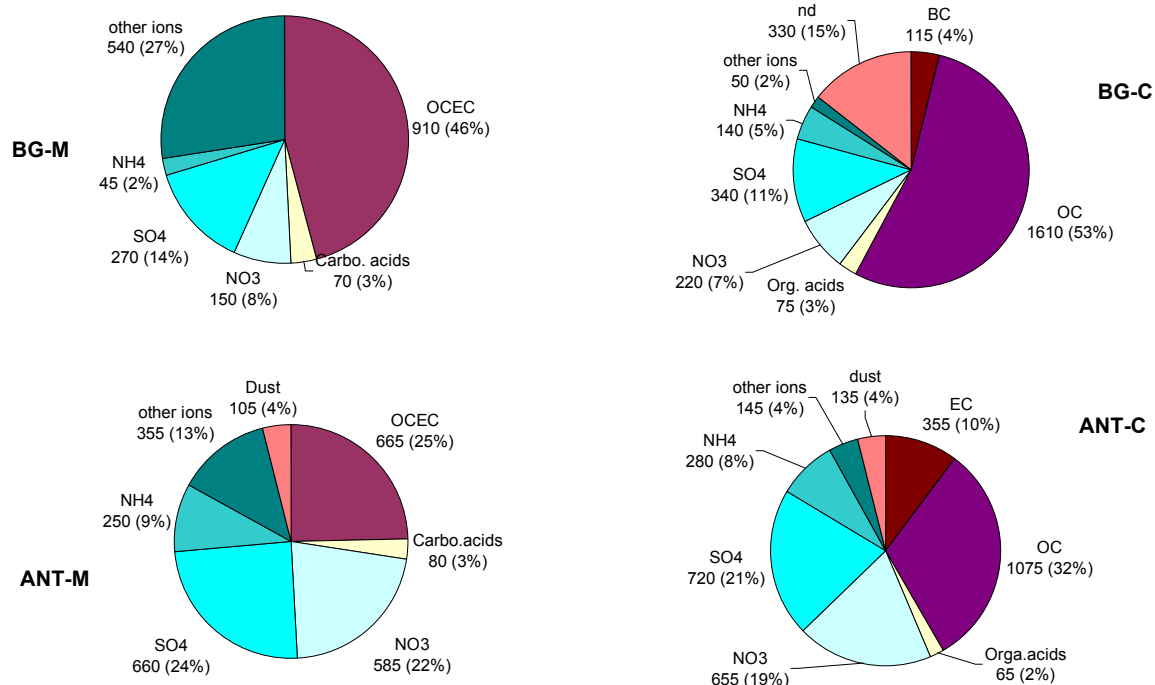 BG-M
other ions
540 (27%)
OCEC
910 (46%)
NH4
45 (2%)
SO4
270 (14%)
NO3
150 (8%)
Carbo. acids
70 (3%)
BG-C
nd
330 (15%)
BC
115 (4%)
other ions
50 (2%)
NH4
140 (5%)
SO4
340 (11%)
OC
1610 (53%)
NO3
220 (7%)
Org. acids
75 (3%)
ANT-M
Dust
105 (4%)
other ions
355 (13%)
OCEC
665 (25%)
NH4
250 (9%)
Carbo.acids
80 (3%)
SO4
660 (24%)
NO3
585 (22%)
ANT-C
dust
135 (4%)
other ions
145 (4%)
EC
355 (10%)
NH4
280 (8%)
SO4
720 (21%)
OC
1075 (32%)
NO3
655 (19%)
Orga.acids
65 (2%)